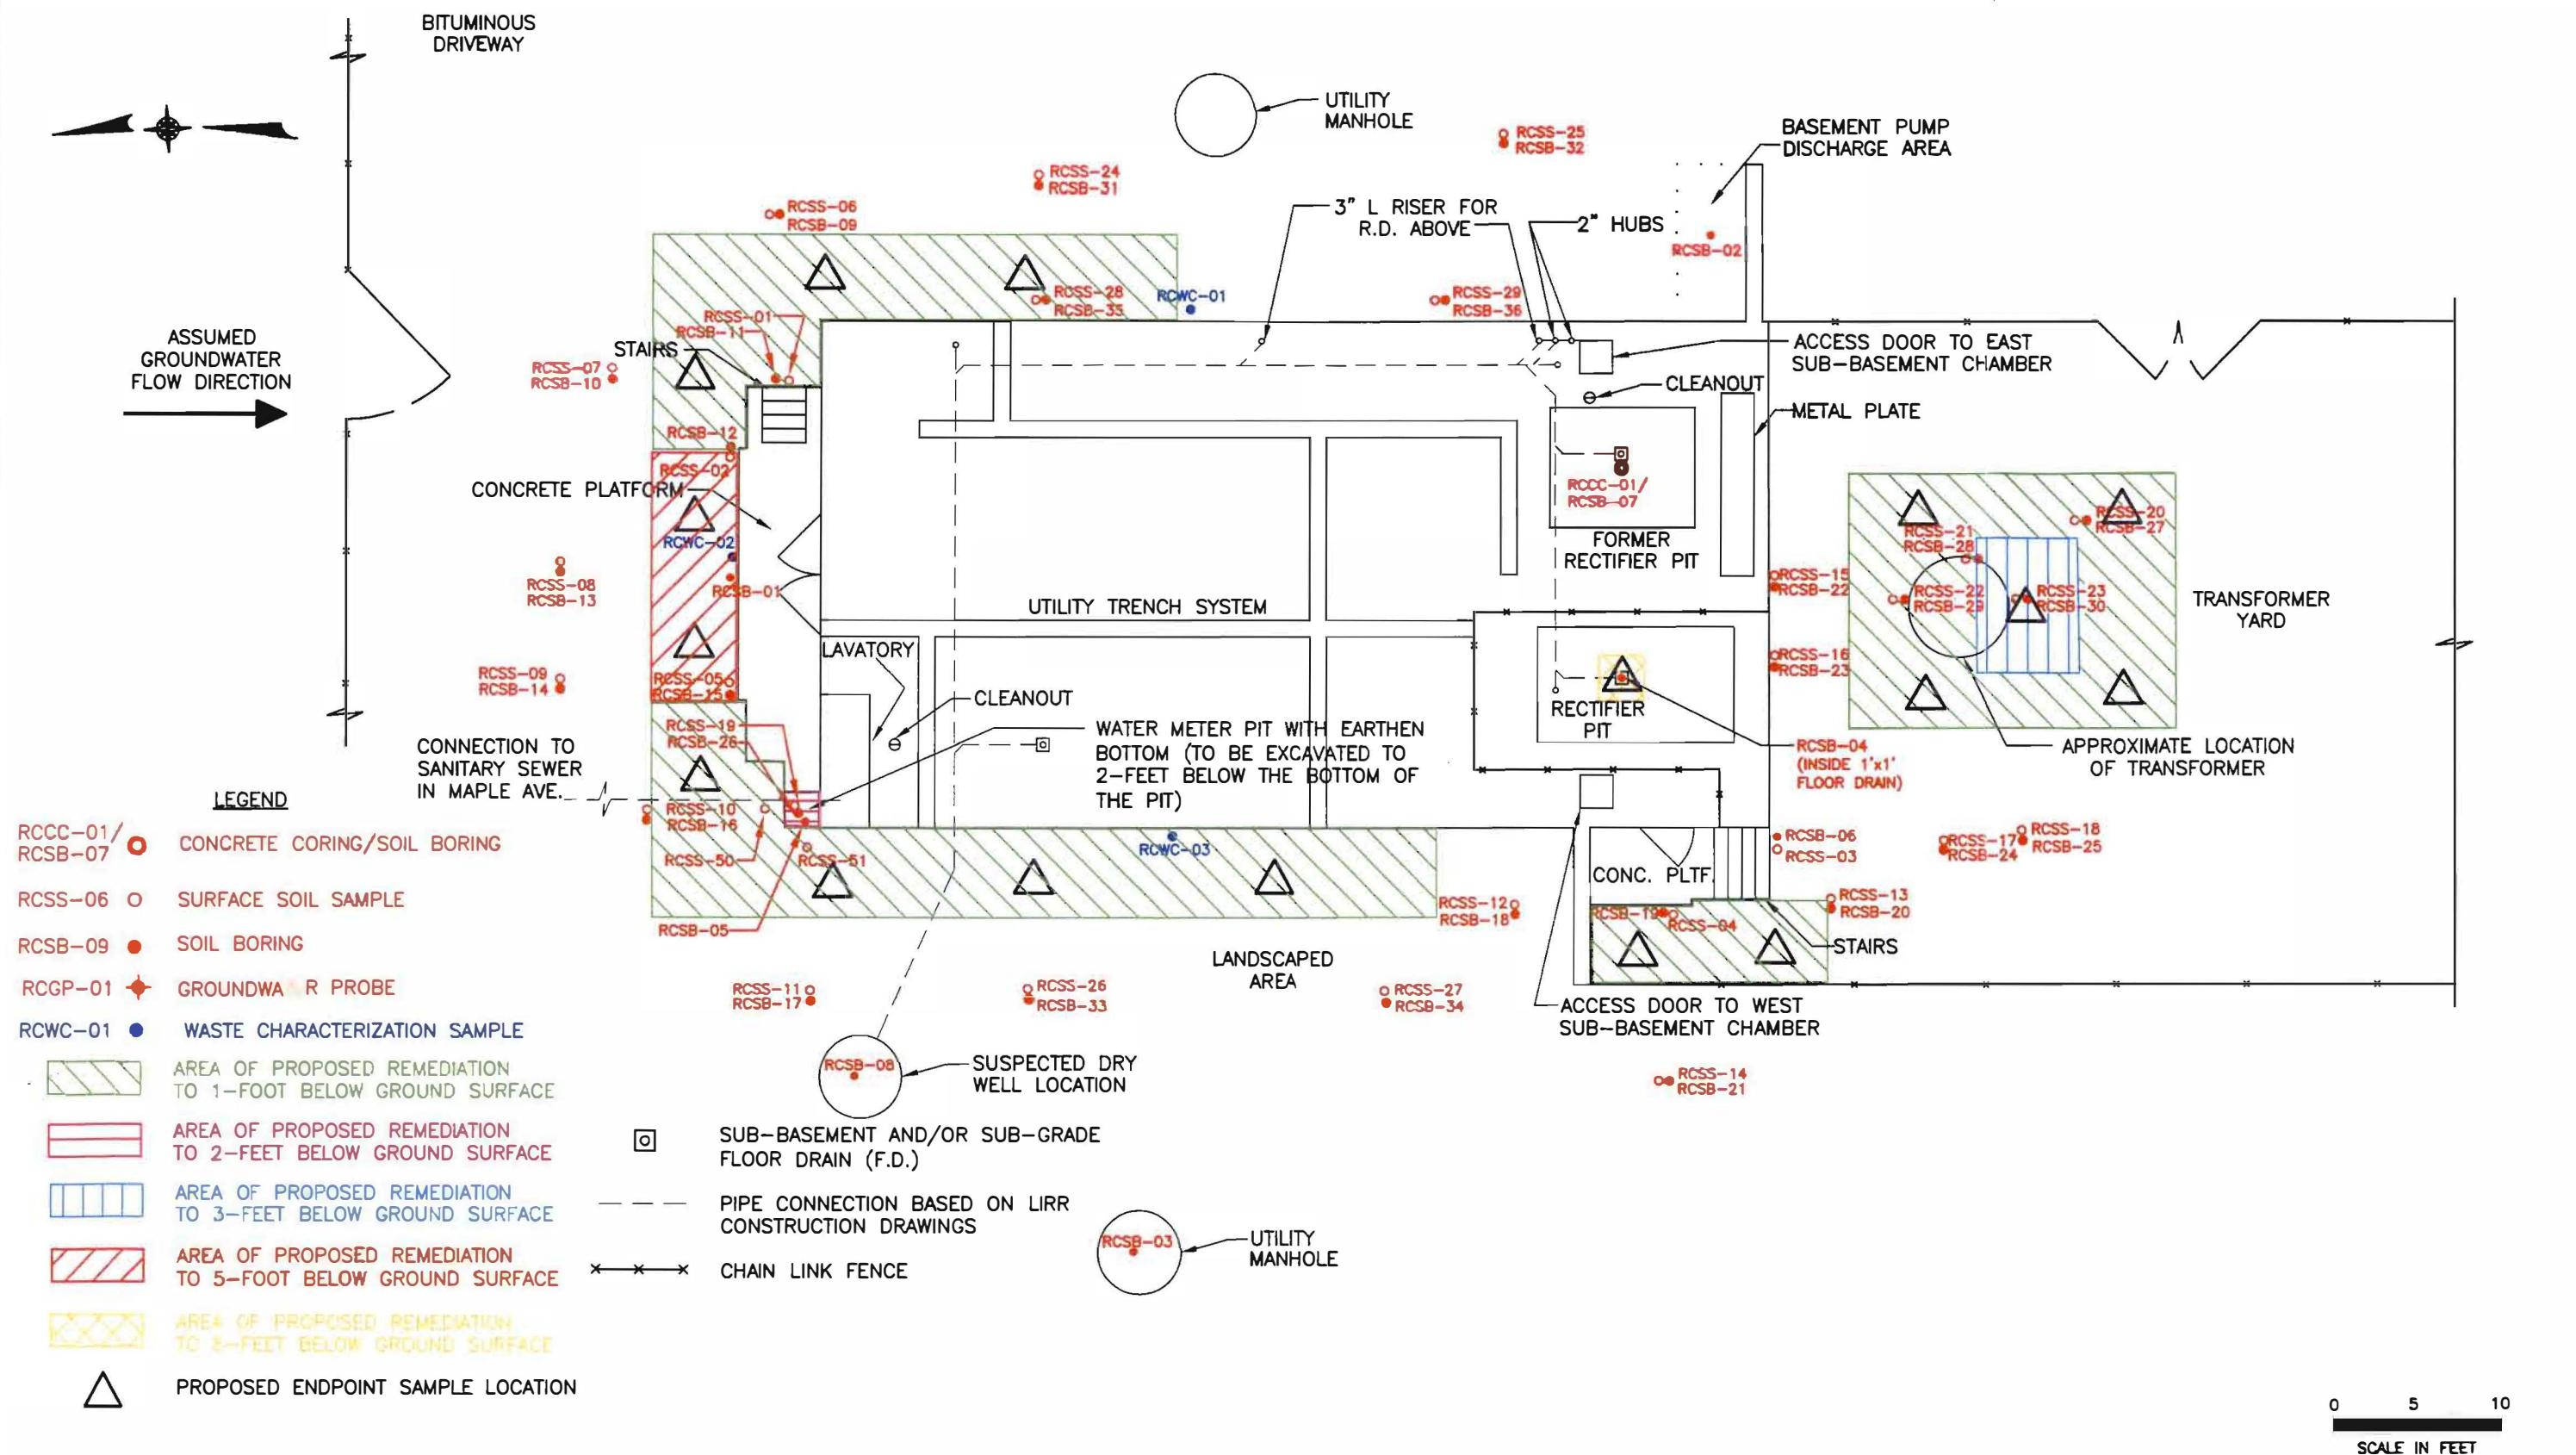 BITUMINOUS
DRIVEWAY
UTILITY
MANHOLE
RCSS-25
RCSB-32
BASEMENT PUMP
DISCHARGE AREA
RCSS-24
RCSB-31
RCSS-06
RCSB-09
3" L RISER FOR
R.D. ABOVE
2" HUBS
RCSB-02
RCSS-28
RCSB-35
RCWC-01
RCSS-29
RCSB-36
RCSS-01
RCSB-11
STAIRS
ASSUMED
GROUNDWATER
FLOW DIRECTION
RCSS-07
RCSB-10
ACCESS DOOR TO EAST
SUB-BASEMENT CHAMBER
CLEANOUT
METAL PLATE
RCSB-12
RCSS-02
CONCRETE PLATFORM
RCCC-01/
RCSB-07
FORMER
RECTIFIER PIT
RCWC-02
RCSB-01
RCSS-08
RCSB-13
RCSS-20
RCSB-27
RCSS-21
RCSB-28
RCSS-15
RCSB-22
RCSS-22
RCSB-29
RCSS-23
RCSB-30
TRANSFORMER
YARD
UTILITY TRENCH SYSTEM
LAVATORY
RCSS-09
RCSB-14
RCSS-05
RCSB-15
RCSS-16
RCSB-23
CLEANOUT
RECTIFIER
PIT
RCSS-19
RCSB-26
WATER METER PIT WITH EARTHEN
BOTTOM (TO BE EXCAVATED TO
2-FEET BELOW THE BOTTOM OF
THE PIT)
RCSB-04
(INSIDE 1'x1'
FLOOR DRAIN)
APPROXIMATE LOCATION
OF TRANSFORMER
CONNECTION TO
SANITARY SEWER
IN MAPLE AVE.
RCSS-10
RCSB-16
RCSS-50
RCSS-51
RCWC-03
RCSB-05
RCSB-06
RCSS-03
RCSS-17
RCSB-24
RCSS-18
RCSB-25
CONC. PLTF.
RCSS-12
RCSB-18
RCSB-19
RCSS-04
RCSS-13
RCSB-20
STAIRS
LANDSCAPED
AREA
RCSS-11
RCSB-17
RCSS-26
RCSB-33
RCSS-27
RCSB-34
ACCESS DOOR TO WEST
SUB-BASEMENT CHAMBER
RCSB-08
SUSPECTED DRY
WELL LOCATION
RCSS-14
RCSB-21
LEGEND
RCCC-01/
RCSB-07
CONCRETE CORING/SOIL BORING
RCSS-06
SURFACE SOIL SAMPLE
RCSB-09
SOIL BORING
RCGP-01
GROUNDWA R PROBE
RCWC-01
WASTE CHARACTERIZATION SAMPLE
AREA OF PROPOSED REMEDIATION
TO 1-FOOT BELOW GROUND SURFACE
AREA OF PROPOSED REMEDIATION
TO 2-FEET BELOW GROUND SURFACE
AREA OF PROPOSED REMEDIATION
TO 3-FEET BELOW GROUND SURFACE
AREA OF PROPOSED REMEDIATION
TO 5-FOOT BELOW GROUND SURFACE
AREA OF PROPOSED REMEDIATION
TO 8-FEET BELOW GROUND SURFACE
PROPOSED ENDPOINT SAMPLE LOCATION
SUB-BASEMENT AND/OR SUB-GRADE
FLOOR DRAIN (F.D.)
PIPE CONNECTION BASED ON LIRR
CONSTRUCTION DRAWINGS
CHAIN LINK FENCE
RCSB-03
UTILITY
MANHOLE
0 5 10
SCALE IN FEET